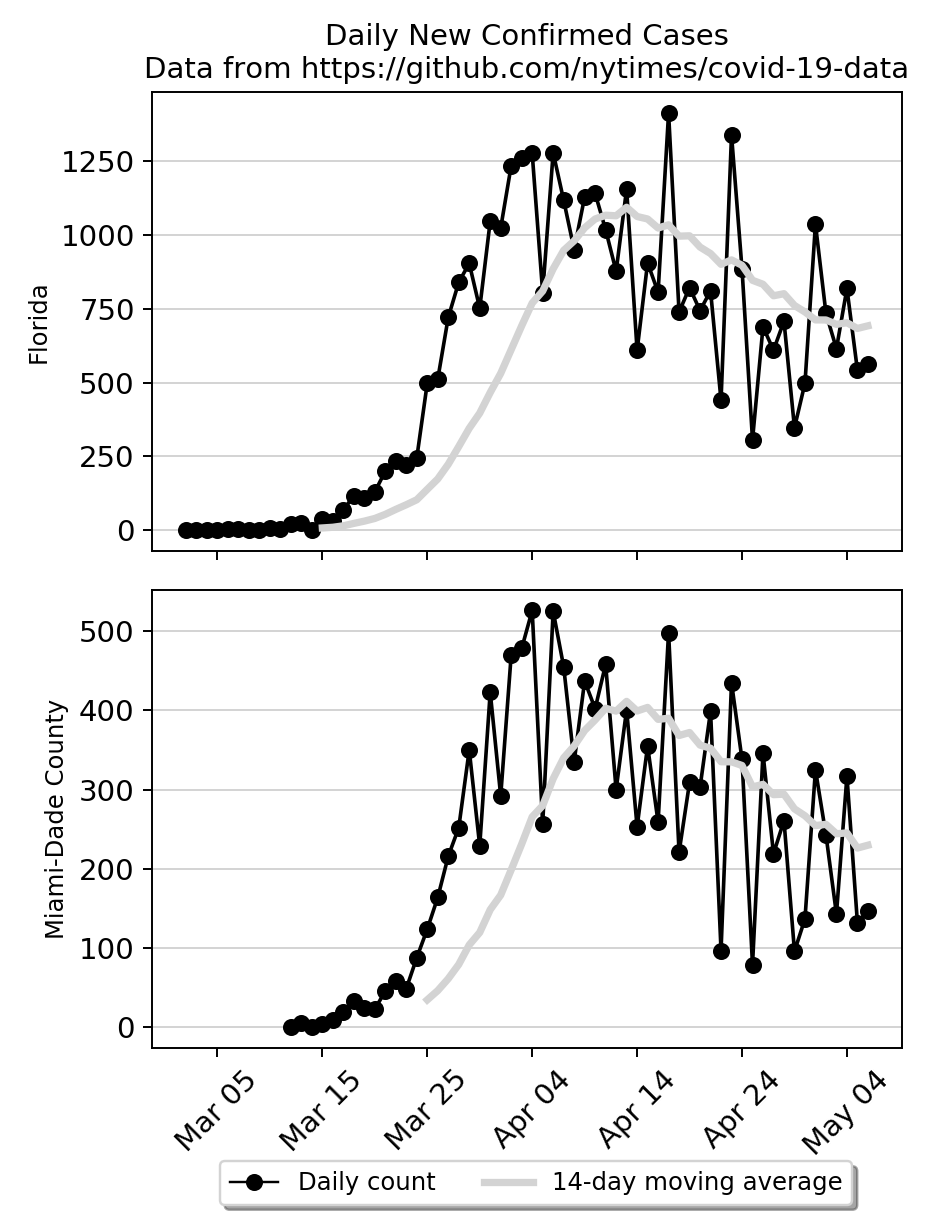 Daily New Confirmed Cases
Data from https://github.com/nytimes/covid-19-data
1250
1000
750
500
250
0
Florida
500
400
300
200
100
0
Miami-Dade County
Mar 05
Mar 15
Mar 25
Apr 04
Apr 14
Apr 24
May 04
Daily count
14-day moving average